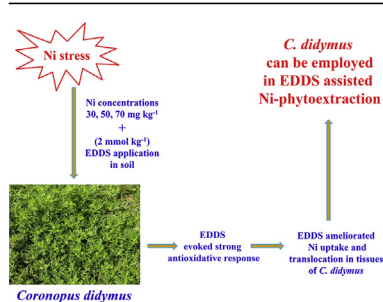 Ni stress
C. didymus
can be employed
in EDDS assisted
Ni-phytoextraction
Ni concentrations
30, 50, 70 mg kg-1
+
(2 mmol kg-1)
EDDS application
in soil
EDDS
evoked strong
antioxidative response
EDDS ameliorated
Ni uptake and
translocation in tissues
of C. didymus
Coronopus didymus